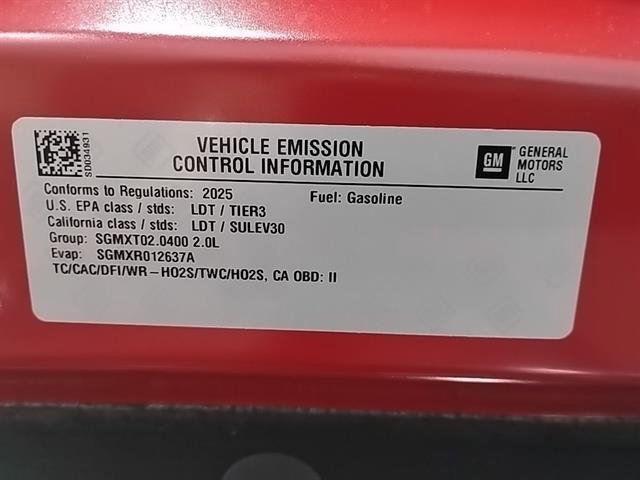 SD034931
VEHICLE EMISSION
CONTROL INFORMATION
GM
GENERAL
MOTORS
LLC
Conforms to Regulations: 2025 Fuel: Gasoline
U.S. EPA class / stds: LDT / TIER3
California class / stds: LDT / SULEV30
Group: SGMXT02.0400 2.0L
Evap: SGMXR012637A
TC/CAC/DFI/WR-HO2S/TWC/HO2S, CA OBD: II